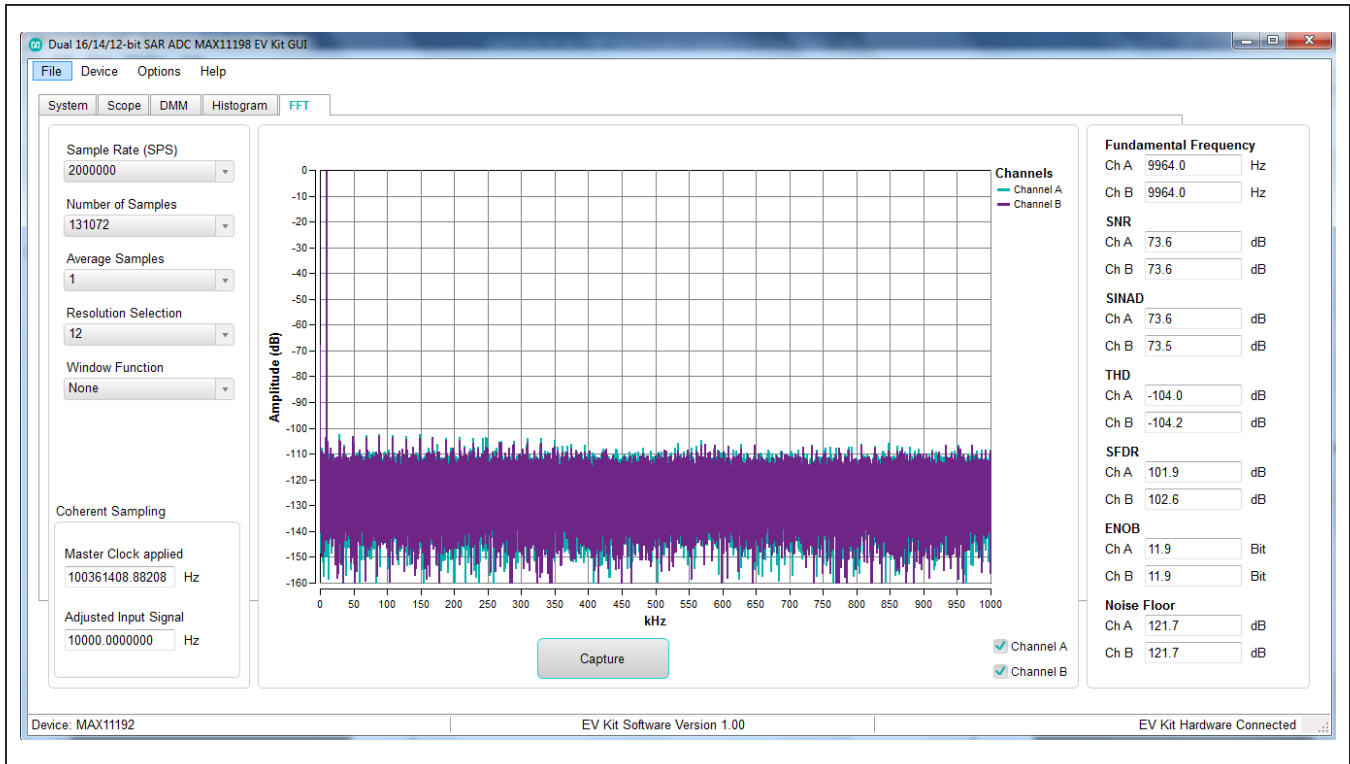 Dual 16/14/12-bit SAR ADC MAX11198 EV Kit GUI
File Device Options Help
System Scope DMM Histogram FFT
Sample Rate (SPS)
2000000
Number of Samples
131072
Average Samples
1
Resolution Selection
12
Window Function
None
Coherent Sampling
Master Clock applied
100361408.88208 Hz
Adjusted Input Signal
10000.0000000 Hz
Amplitude (dB)
0
-10
-20
-30
-40
-50
-60
-70
-80
-90
-100
-110
-120
-130
-140
-150
-160
0 50 100 150 200 250 300 350 400 450 500 550 600 650 700 750 800 850 900 950 1000
kHz
Channels
Channel A
Channel B
Capture
Channel A
Channel B
Fundamental Frequency
Ch A 9964.0 Hz
Ch B 9964.0 Hz
SNR
Ch A 73.6 dB
Ch B 73.6 dB
SINAD
Ch A 73.6 dB
Ch B 73.5 dB
THD
Ch A -104.0 dB
Ch B -104.2 dB
SFDR
Ch A 101.9 dB
Ch B 102.6 dB
ENOB
Ch A 11.9 Bit
Ch B 11.9 Bit
Noise Floor
Ch A 121.7 dB
Ch B 121.7 dB
Device: MAX11192
EV Kit Software Version 1.00
EV Kit Hardware Connected